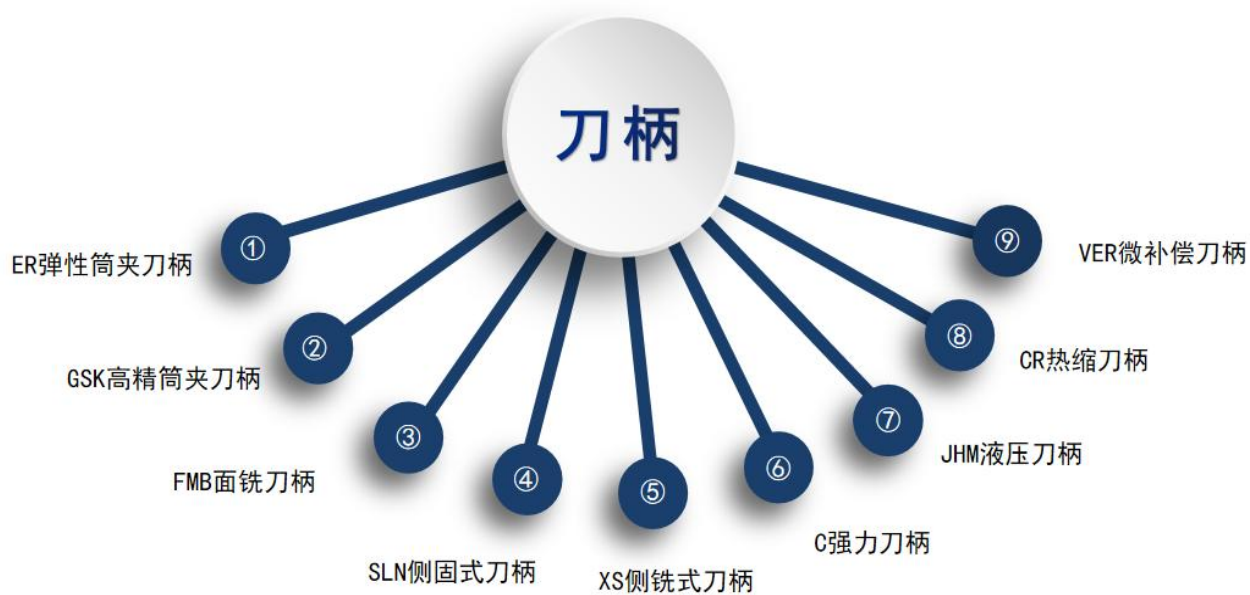 刀柄
①
ER弹性筒夹刀柄
②
GSK高精筒夹刀柄
③
FMB面铣刀柄
④
SLN侧固式刀柄
⑤
XS侧铣式刀柄
⑥
C强力刀柄
⑦
JHM液压刀柄
⑧
CR热缩刀柄
⑨
VER微补偿刀柄